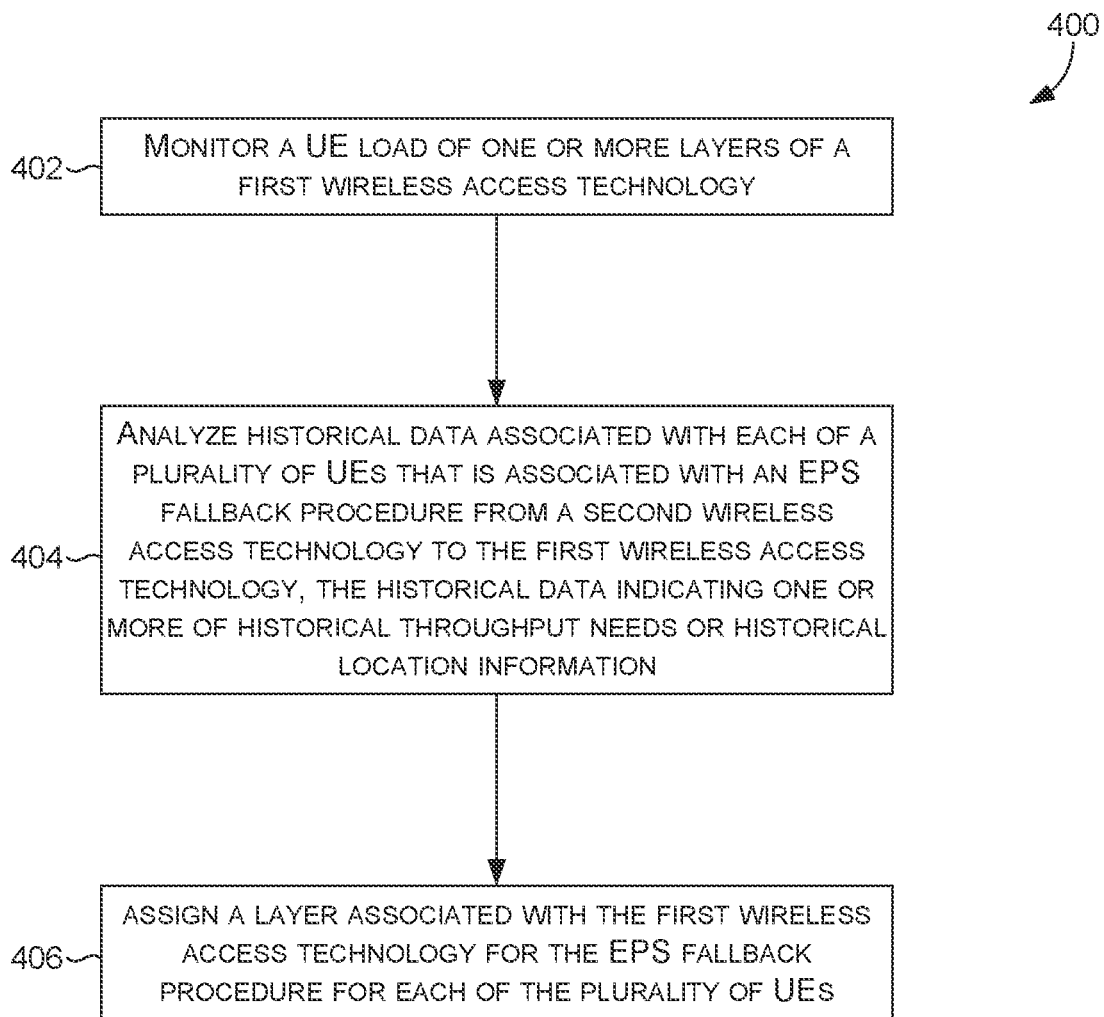 400
402
MONITOR A UE LOAD OF ONE OR MORE LAYERS OF A
FIRST WIRELESS ACCESS TECHNOLOGY
404
ANALYZE HISTORICAL DATA ASSOCIATED WITH EACH OF A
PLURALITY OF UES THAT IS ASSOCIATED WITH AN EPS
FALLBACK PROCEDURE FROM A SECOND WIRELESS
ACCESS TECHNOLOGY TO THE FIRST WIRELESS ACCESS
TECHNOLOGY, THE HISTORICAL DATA INDICATING ONE OR
MORE OF HISTORICAL THROUGHPUT NEEDS OR HISTORICAL
LOCATION INFORMATION
406
ASSIGN A LAYER ASSOCIATED WITH THE FIRST WIRELESS
ACCESS TECHNOLOGY FOR THE EPS FALLBACK
PROCEDURE FOR EACH OF THE PLURALITY OF UES